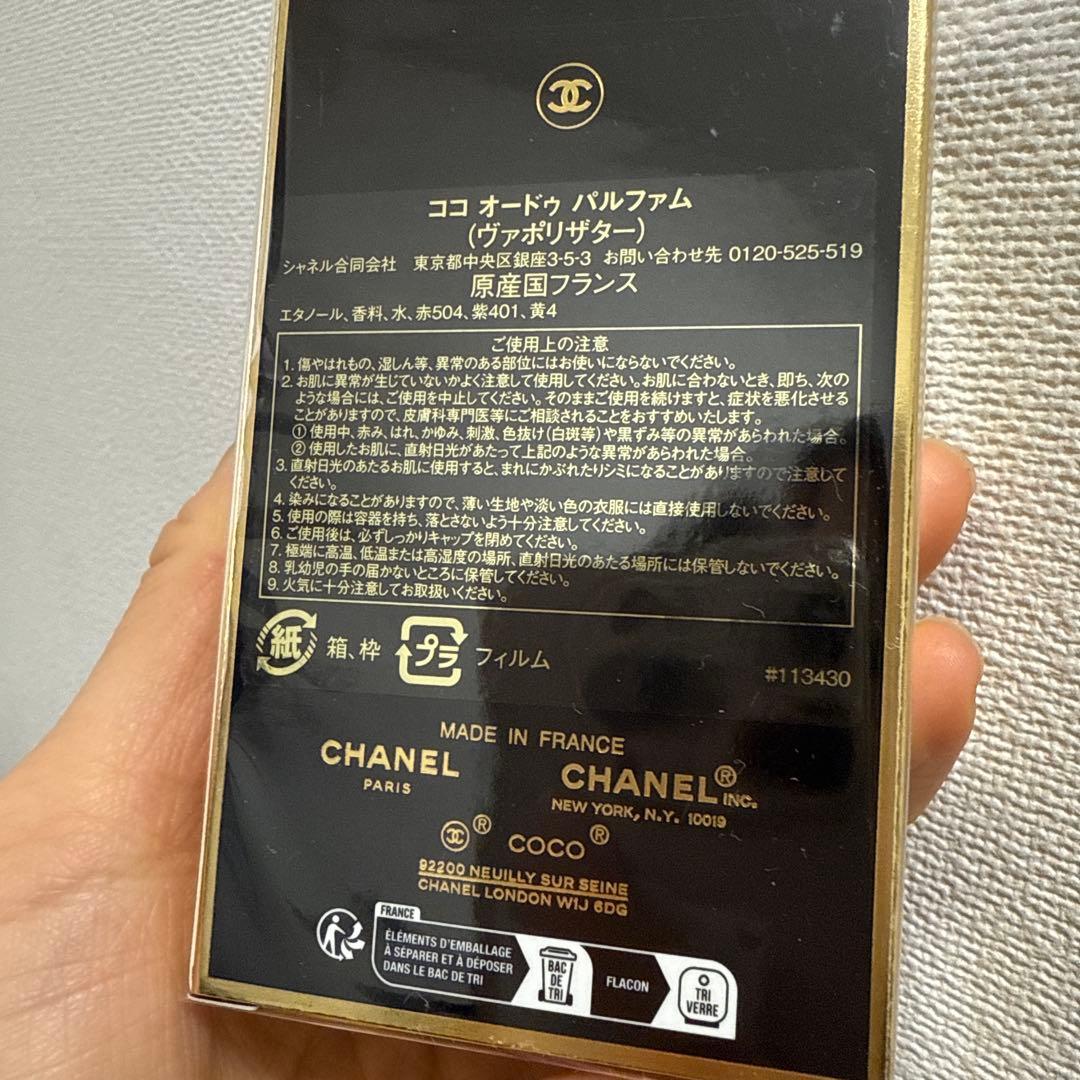 ココ オードゥ パルファム
(ヴァポリザター)
シャネル合同会社 東京都中央区銀座3-5-3 お問い合わせ先 0120-525-519
原産国フランス
エタノール、香料、水、赤504、紫401、黄4
ご使用上の注意
1. 傷やはれもの、湿しん等、異常のある部位にはお使いにならないでください。
2. お肌に異常が生じていないかよく注意して使用してください。お肌に合わないとき、即ち、次の
ような場合には、ご使用を中止してください。そのままご使用を続けますと、症状を悪化させる
ことがありますので、皮膚科専門医等にご相談されることをおすすめいたします。
① 使用中、赤み、はれ、かゆみ、刺激、色抜け(白斑等)や黒ずみ等の異常があらわれた場合。
② 使用したお肌に、直射日光があたって上記のような異常があらわれた場合。
3. 直射日光のあたるお肌に使用すると、まれにかぶれたりシミになることがありますので注意して
ください。
4. 染みになることがありますので、薄い生地や淡い色の衣服には直接使用しないでください。
5. 使用の際は容器を持ち、落とさないよう十分注意してください。
6. ご使用後は、必ずしっかりキャップを閉めてください。
7. 極端に高温、低温または高湿度の場所、直射日光のあたる場所には保管しないでください。
8. 乳幼児の手の届かないところに保管してください。
9. 火気に十分注意してお取扱いください。
紙 箱、枠 プラ フィルム
#113430
MADE IN FRANCE
CHANEL
PARIS
CHANEL® INC.
NEW YORK, N.Y. 10019
® COCO®
92200 NEUILLY SUR SEINE
CHANEL LONDON W1J 6DG
FRANCE
ÉLÉMENTS D'EMBALLAGE
À SÉPARER ET À DÉPOSER
DANS LE BAC DE TRI
BAC
DE
TRI
FLACON
TRI
VERRE